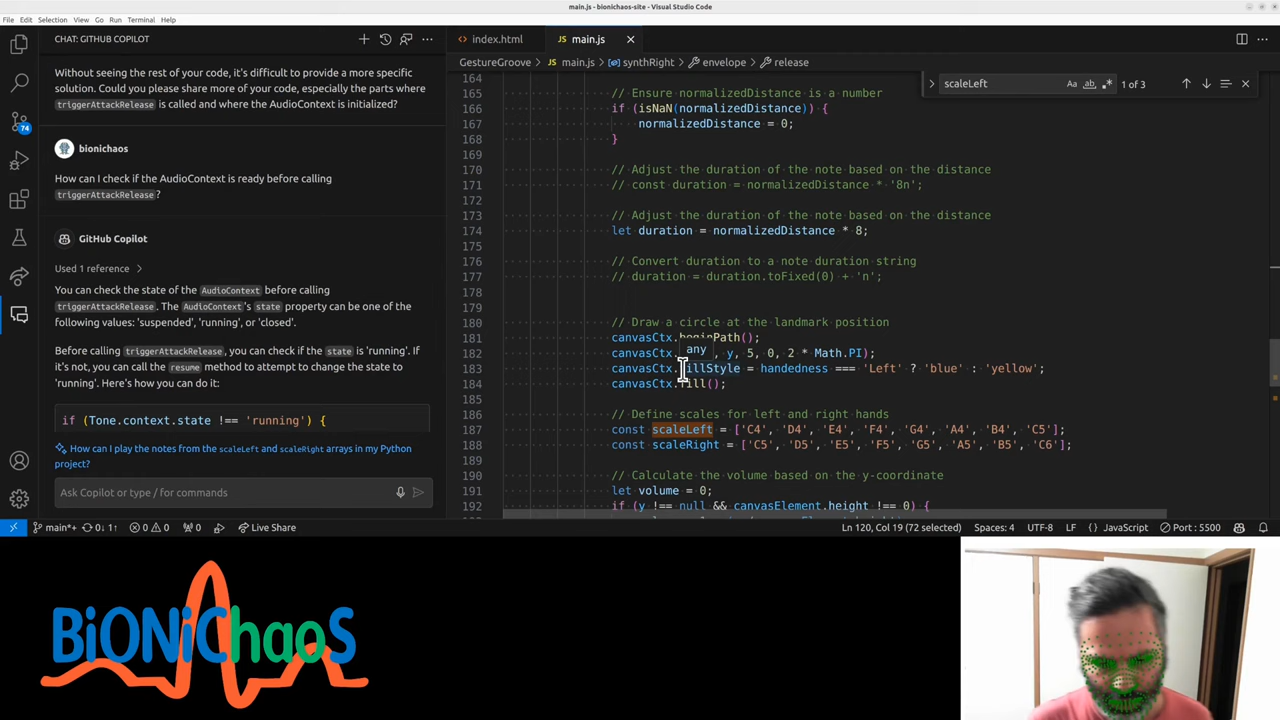 main.js - bionichaos-site - Visual Studio Code
File Edit Selection View Go Run Terminal Help
CHAT: GITHUB COPILOT
Without seeing the rest of your code, it's difficult to provide a more specific
solution. Could you please share more of your code, especially the parts where
triggerAttackRelease is called and where the AudioContext is initialized?
bionichaos
How can I check if the AudioContext is ready before calling
triggerAttackRelease ?
GitHub Copilot
Used 1 reference
You can check the state of the AudioContext before calling
triggerAttackRelease. The AudioContext's state property can be one of the
following values: 'suspended', 'running', or 'closed'.
Before calling triggerAttackRelease, you can check if the state is 'running'. If
it's not, you can call the resume method to attempt to change the state to
'running'. Here's how you can do it:
if (Tone.context.state !== 'running') {
How can I play the notes from the scaleLeft and scaleRight arrays in my Python
project?
Ask Copilot or type / for commands
74
index.html
JS main.js
GestureGroove > JS main.js > synthRight > envelope > release
scaleLeft
Aa ab .* 1 of 3
164
165 // Ensure normalizedDistance is a number
166 if (isNaN(normalizedDistance)) {
167 normalizedDistance = 0;
168 }
169
170 // Adjust the duration of the note based on the distance
171 // const duration = normalizedDistance * '8n';
172
173 // Adjust the duration of the note based on the distance
174 let duration = normalizedDistance * 8;
175
176 // Convert duration to a note duration string
177 // duration = duration.toFixed(0) + 'n';
178
179
180 // Draw a circle at the landmark position
181 canvasCtx.beginPath();
any
182 canvasCtx. , y, 5, 0, 2 * Math.PI);
183 canvasCtx.fillStyle = handedness === 'Left' ? 'blue' : 'yellow';
184 canvasCtx.fill();
185
186 // Define scales for left and right hands
187 const scaleLeft = ['C4', 'D4', 'E4', 'F4', 'G4', 'A4', 'B4', 'C5'];
188 const scaleRight = ['C5', 'D5', 'E5', 'F5', 'G5', 'A5', 'B5', 'C6'];
189
190 // Calculate the volume based on the y-coordinate
191 let volume = 0;
192 if (y !== null && canvasElement.height !== 0) {
main*+ 0↓ 1↑ 0 0 0 Live Share
Ln 120, Col 19 (72 selected) Spaces: 4 UTF-8 LF {} JavaScript Port : 5500
BiONiChaoS